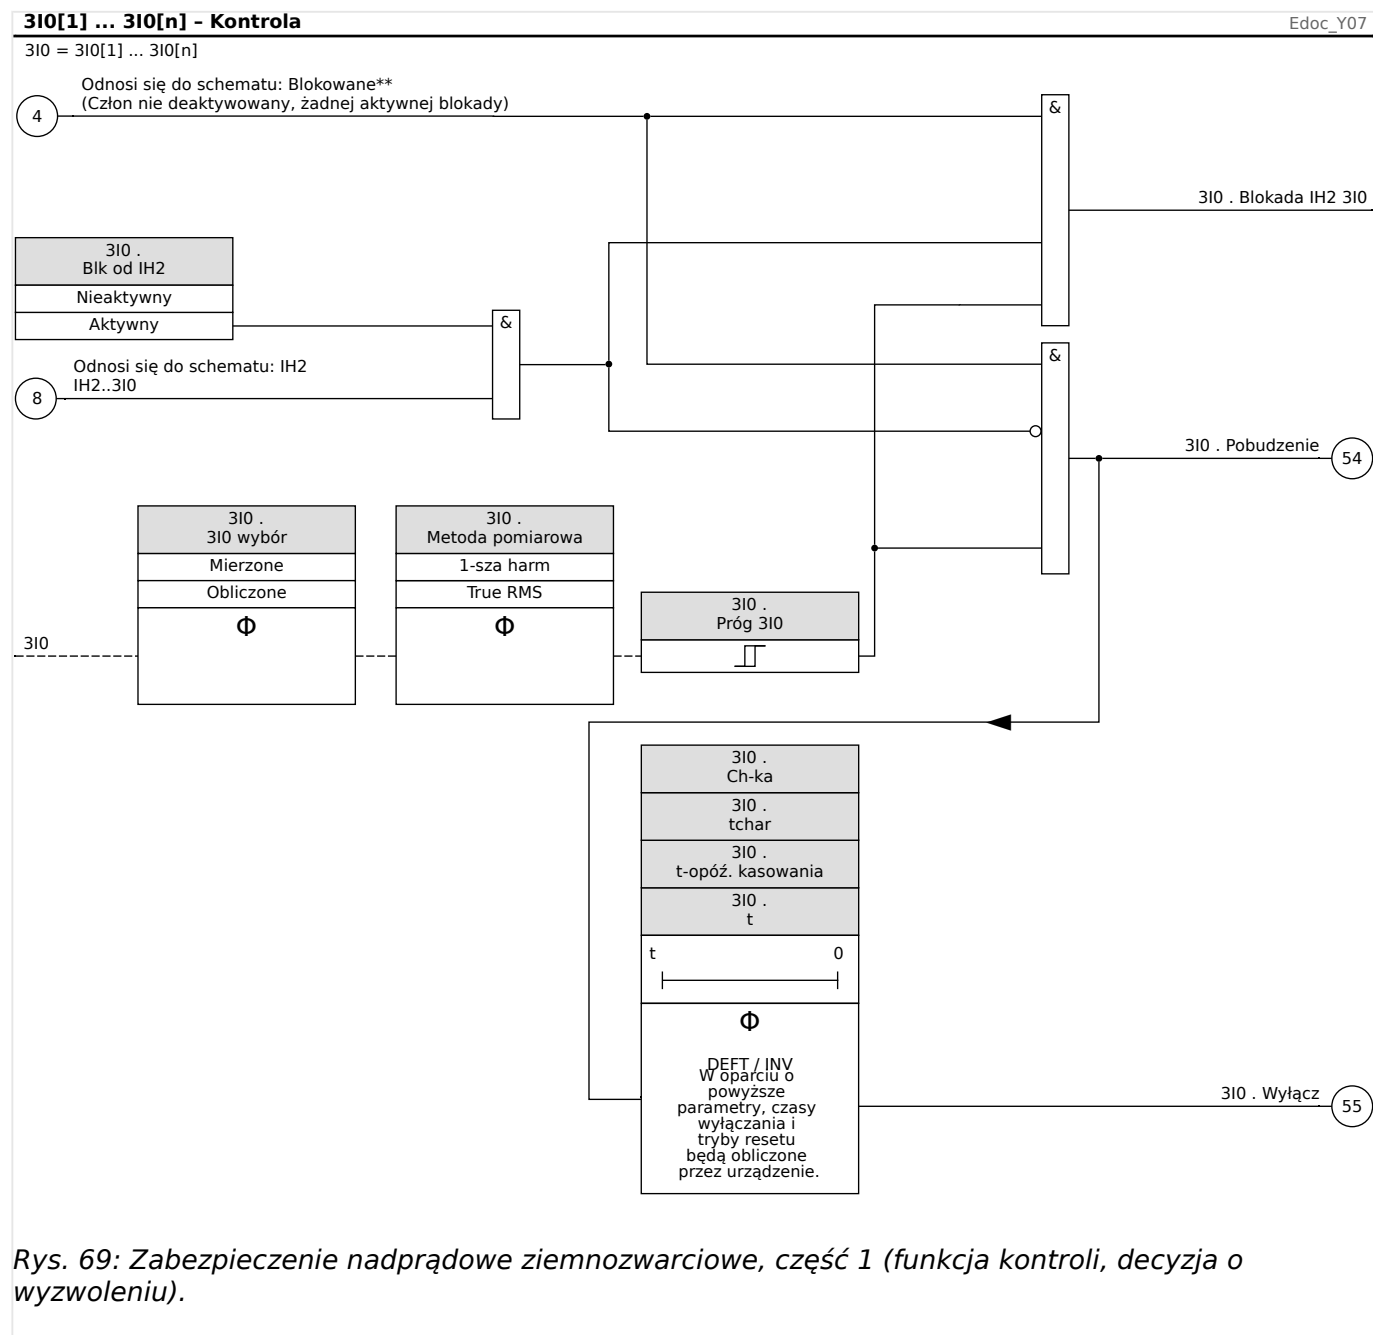 3I0[1] ... 3I0[n] – Kontrola
Edoc_Y07
3I0 = 3I0[1] ... 3I0[n]
Odnosi się do schematu: Blokowane**
(Człon nie deaktywowany, żadnej aktywnej blokady)
4
&
3I0 . Blokada IH2 3I0
3I0 .
Blk od IH2
Nieaktywny
Aktywny
&
&
Odnosi się do schematu: IH2
IH2..3I0
8
3I0 . Pobudzenie
54
3I0 .
3I0 wybór
Mierzone
Obliczone
Φ
3I0 .
Metoda pomiarowa
1-sza harm
True RMS
Φ
3I0 .
Próg 3I0
3I0
3I0 .
Ch-ka
3I0 .
tchar
3I0 .
t-opóź. kasowania
3I0 .
t
t 0
Φ
DEFT / INV
W oparciu o
powyższe
parametry, czasy
wyłączania i
tryby resetu
będą obliczone
przez urządzenie.
3I0 . Wyłącz
55
Rys. 69: Zabezpieczenie nadprądowe ziemnozwarciowe, część 1 (funkcja kontroli, decyzja o
wyzwoleniu).